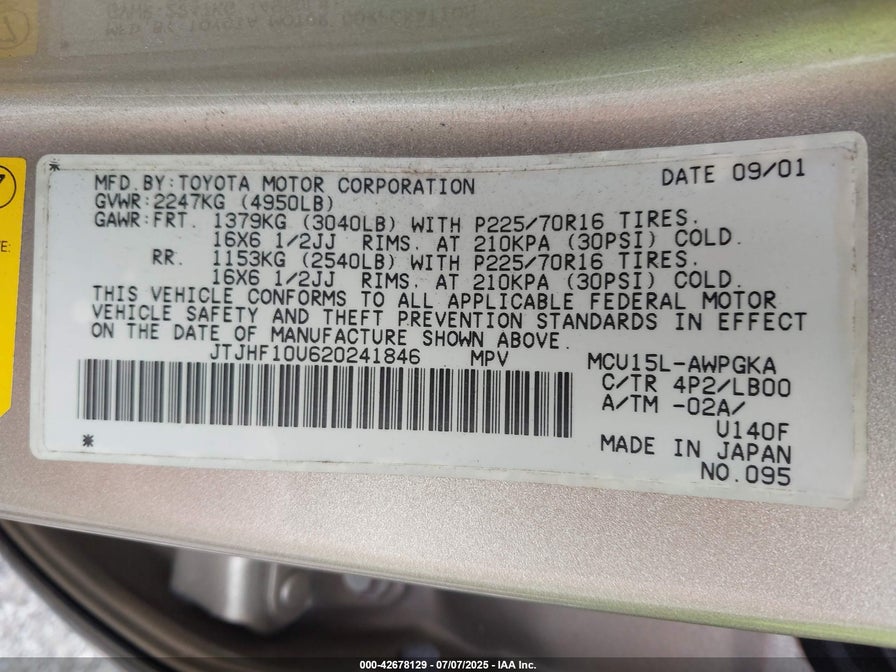 MFD. BY: TOYOTA MOTOR CORPORATION DATE 09/01
GVWR: 2247KG (4950LB)
GAWR: FRT. 1379KG (3040LB) WITH P225/70R16 TIRES.
16X6 1/2JJ RIMS. AT 210KPA (30PSI) COLD.
RR. 1153KG (2540LB) WITH P225/70R16 TIRES.
16X6 1/2JJ RIMS. AT 210KPA (30PSI) COLD.
THIS VEHICLE CONFORMS TO ALL APPLICABLE FEDERAL MOTOR
VEHICLE SAFETY AND THEFT PREVENTION STANDARDS IN EFFECT
ON THE DATE OF MANUFACTURE SHOWN ABOVE.
JTJHF10U620241846 MPV MCU15L-AWPGKA
C/TR 4P2/LB00
A/TM -02A/
U140F
MADE IN JAPAN
NO.095
000-42678129 - 07/07/2025 - IAA Inc.